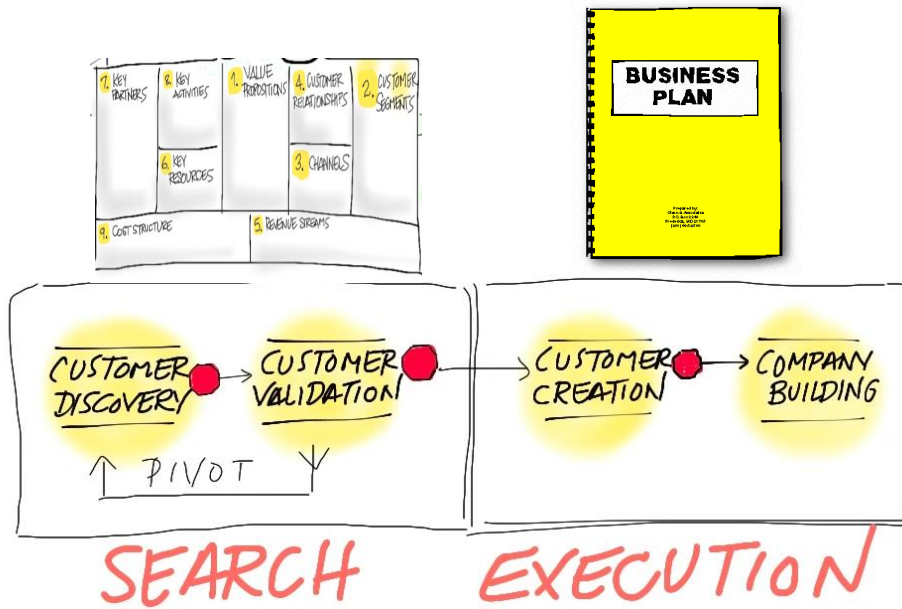 7. KEY
PARTNERS
8. KEY
ACTIVITIES
1. VALUE
PROPOSITIONS
4. CUSTOMER
RELATIONSHIPS
2. CUSTOMER
SEGMENTS
6. KEY
RESOURCES
3. CHANNELS
9. COST STRUCTURE
5. REVENUE STREAMS
BUSINESS
PLAN
Prepared by:
CUSTOMER
DISCOVERY
CUSTOMER
VALIDATION
CUSTOMER
CREATION
COMPANY
BUILDING
PIVOT
SEARCH
EXECUTION